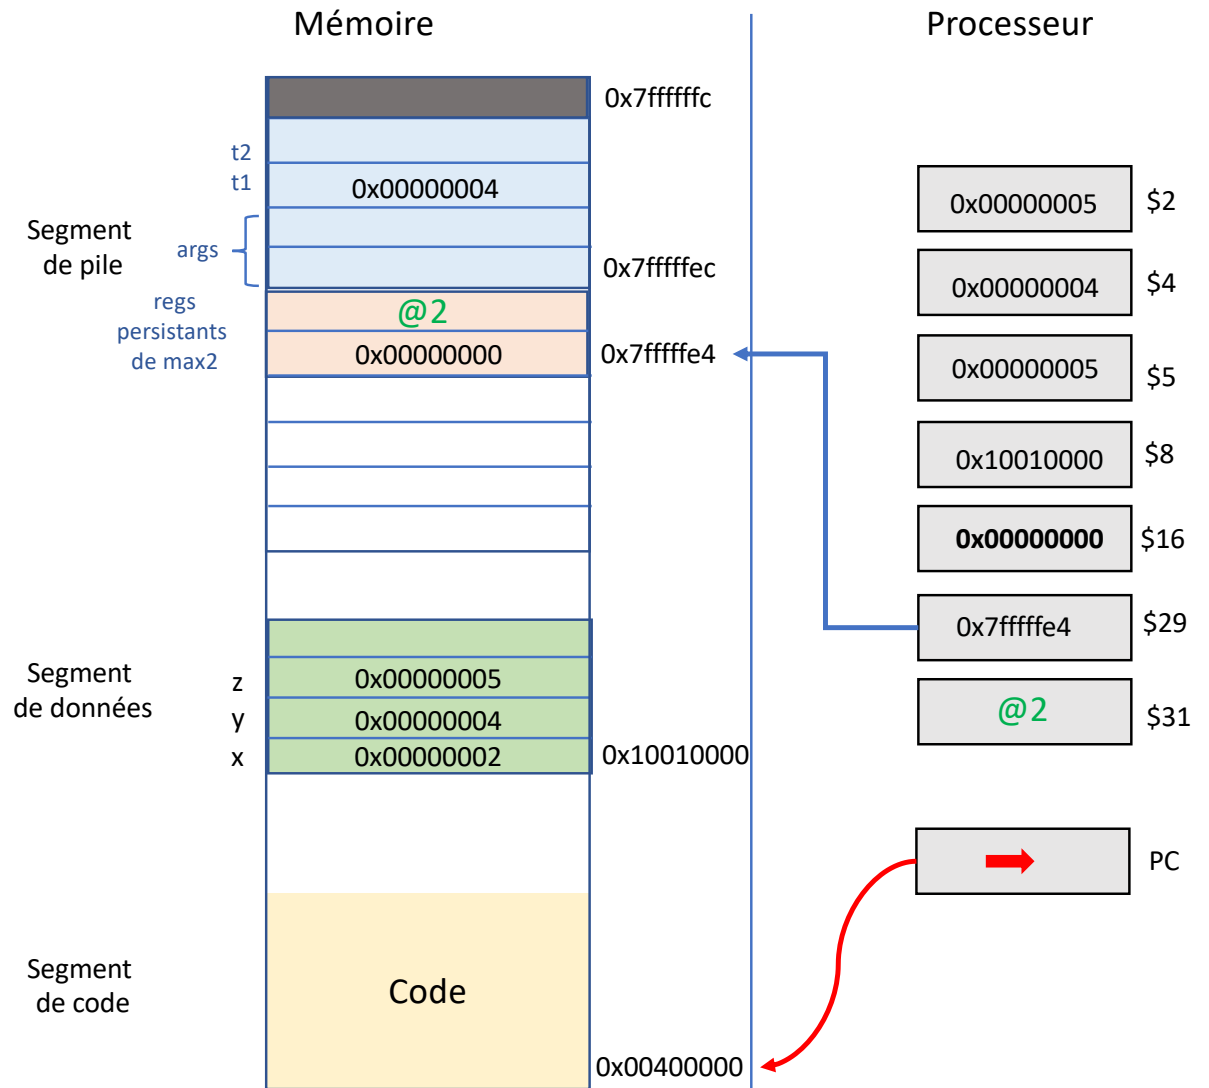 Mémoire
Processeur
0x7ffffffc
t2
t1
0x00000004
0x00000005
$2
Segment
de pile
args
0x7fffffec
0x00000004
$4
regs
persistants
de max2
@2
0x00000000
0x7fffffe4
0x00000005
$5
0x10010000
$8
0x00000000
$16
0x7fffffe4
$29
Segment
de données
z
0x00000005
y
0x00000004
x
0x00000002
0x10010000
@2
$31
PC
Segment
de code
Code
0x00400000